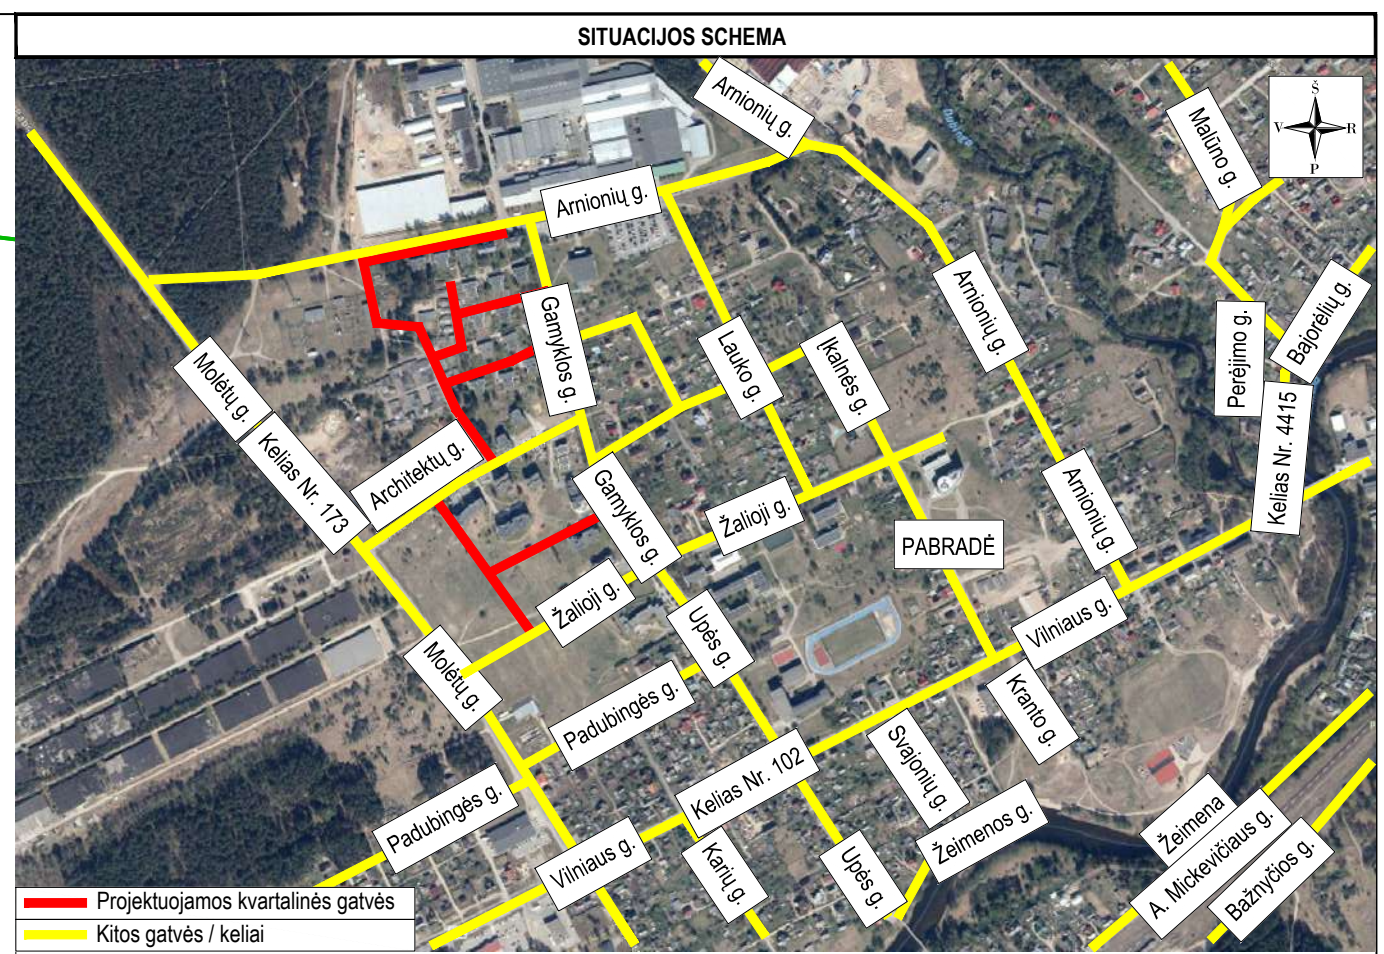 SITUACIJOS SCHEMA
Arnionių g.
Malūno g.
Š
V
R
P
Dubinga
Arnionių g.
Arnionių g.
Bajorėlių g.
Gamyklos g.
Lauko g.
Įkalnės g.
Perėjimo g.
Molėtų g.
Kelias Nr. 173
Architektų g.
Kelias Nr. 4415
Gamyklos g.
Žalioji g.
Arnionių g.
PABRADĖ
Žalioji g.
Upės g.
Vilniaus g.
Molėtų g.
Padubingės g.
Kranto g.
Svajonių g.
Kelias Nr. 102
Padubingės g.
Žeimenos g.
Žeimena
Vilniaus g.
Karių g.
Upės g.
A. Mickevičiaus g.
Bažnyčios g.
Projektuojamos kvartalinės gatvės
Kitos gatvės / keliai